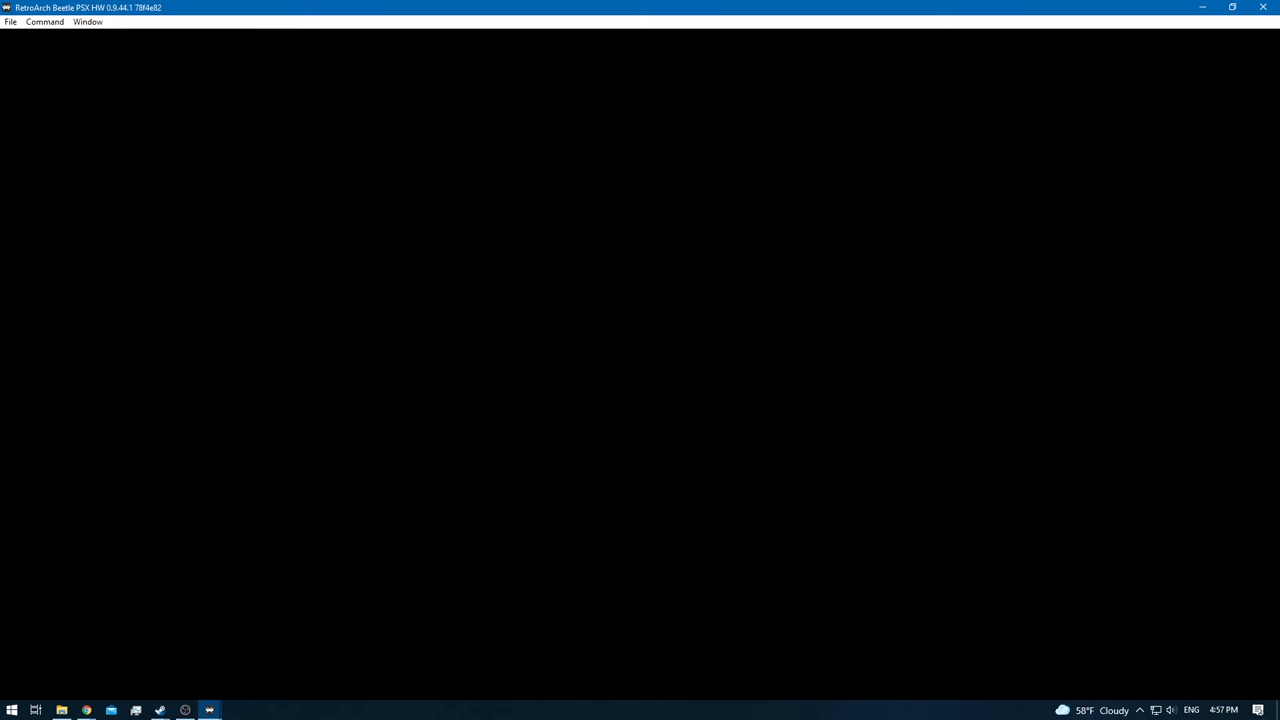 RetroArch Beetle PSX HW 0.9.44.1 78f4e82
File Command Window
58°F Cloudy ENG 4:57 PM